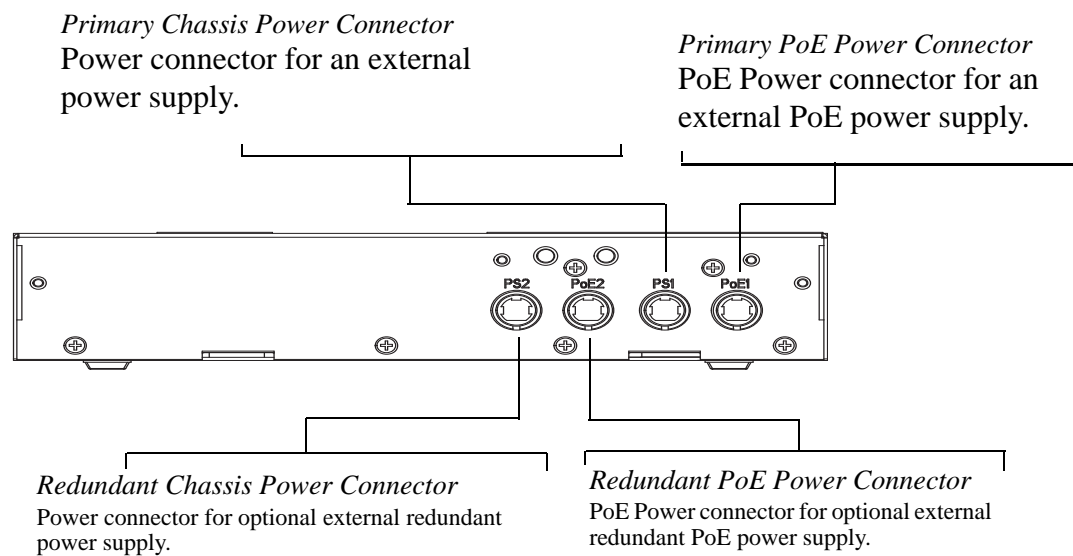 Primary Chassis Power Connector
Power connector for an external
power supply.
Primary PoE Power Connector
PoE Power connector for an
external PoE power supply.
PS2
PoE2
PS1
PoE1
Redundant Chassis Power Connector
Power connector for optional external redundant
power supply.
Redundant PoE Power Connector
PoE Power connector for optional external
redundant PoE power supply.